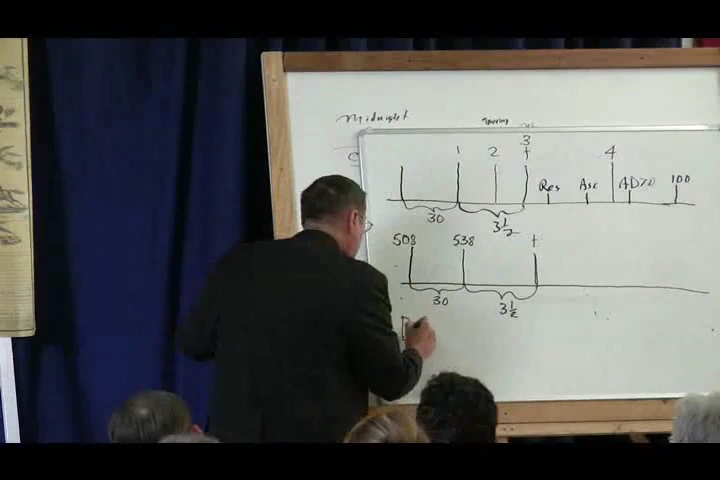 Midnight
3
1 2 † 4
Res Asc AD70 100
30 3½
508 538 †
30 3½